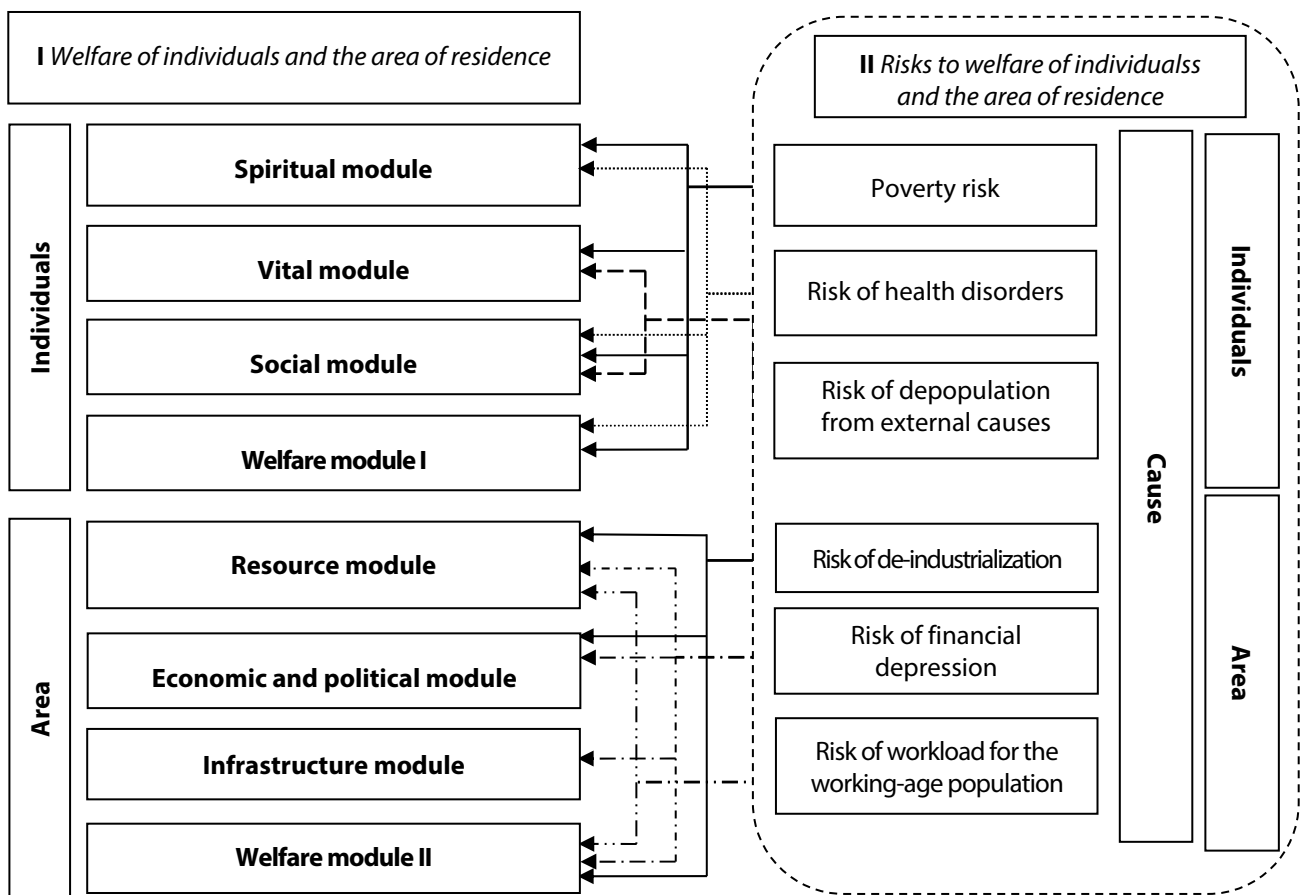 I Welfare of individuals and the area of residence
Individuals
Spiritual module
Vital module
Social module
Welfare module I
Area
Resource module
Economic and political module
Infrastructure module
Welfare module II
II Risks to welfare of individualss
and the area of residence
Poverty risk
Risk of health disorders
Risk of depopulation
from external causes
Risk of de-industrialization
Risk of financial
depression
Risk of workload for the
working-age population
Cause
Individuals
Area